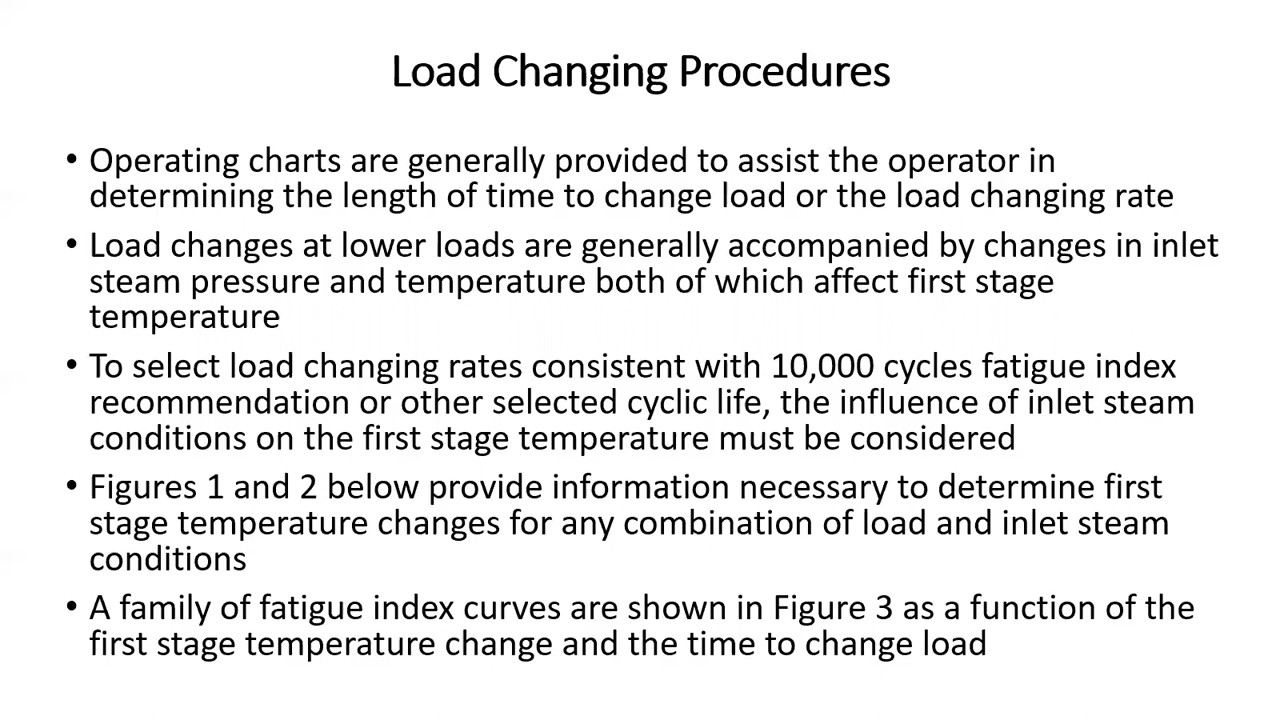 Load Changing Procedures
• Operating charts are generally provided to assist the operator in
determining the length of time to change load or the load changing rate
• Load changes at lower loads are generally accompanied by changes in inlet
steam pressure and temperature both of which affect first stage
temperature
• To select load changing rates consistent with 10,000 cycles fatigue index
recommendation or other selected cyclic life, the influence of inlet steam
conditions on the first stage temperature must be considered
• Figures 1 and 2 below provide information necessary to determine first
stage temperature changes for any combination of load and inlet steam
conditions
• A family of fatigue index curves are shown in Figure 3 as a function of the
first stage temperature change and the time to change load